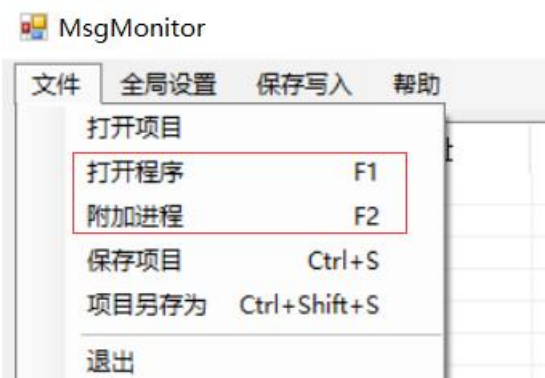 MsgMonitor
文件 全局设置 保存写入 帮助
打开项目
打开程序 F1
附加进程 F2
保存项目 Ctrl+S
项目另存为 Ctrl+Shift+S
退出